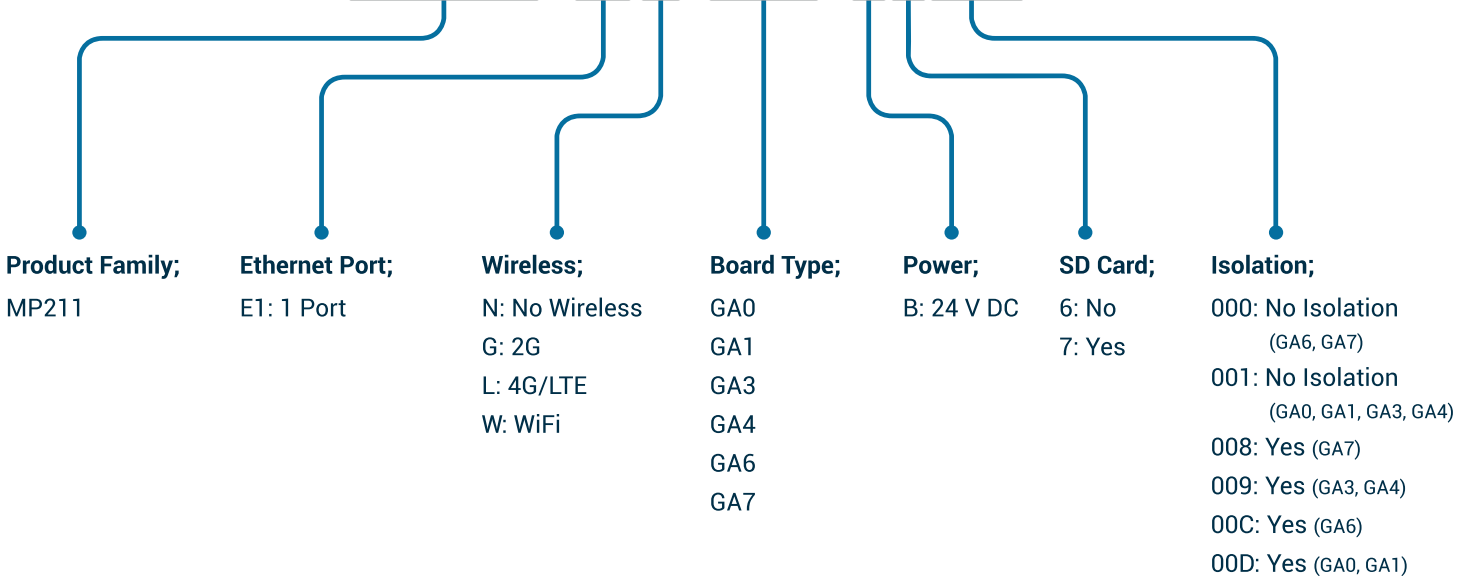 Product Family;
MP211
Ethernet Port;
E1: 1 Port
Wireless;
N: No Wireless
G: 2G
L: 4G/LTE
W: WiFi
Board Type;
GA0
GA1
GA3
GA4
GA6
GA7
Power;
B: 24 V DC
SD Card;
6: No
7: Yes
Isolation;
000: No Isolation
(GA6, GA7)
001: No Isolation
(GA0, GA1, GA3, GA4)
008: Yes (GA7)
009: Yes (GA3, GA4)
00C: Yes (GA6)
00D: Yes (GA0, GA1)